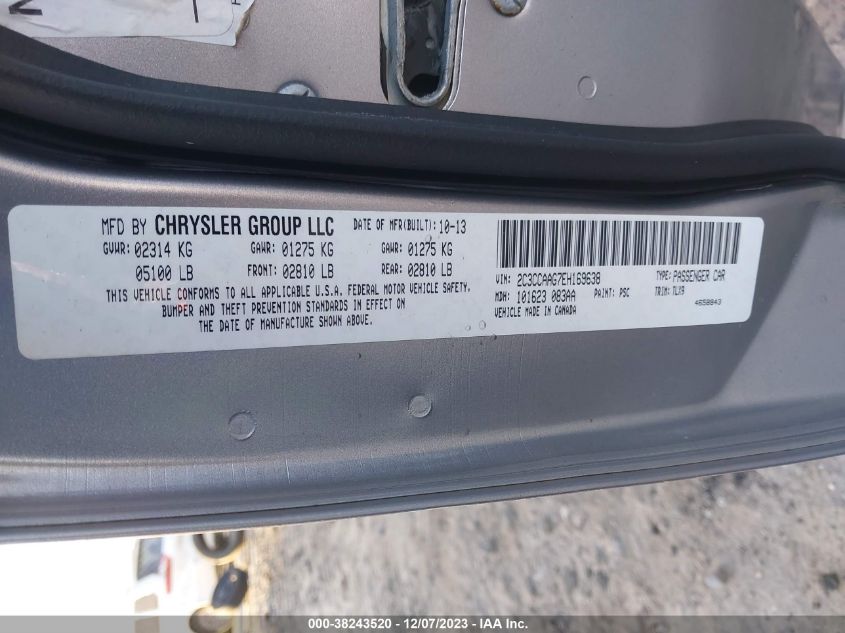 MFD BY CHRYSLER GROUP LLC DATE OF MFR(BUILT): 10-13
GVWR: 02314 KG GAWR: 01275 KG GAWR: 01275 KG
05100 LB FRONT: 02810 LB REAR: 02810 LB
THIS VEHICLE CONFORMS TO ALL APPLICABLE U.S.A. FEDERAL MOTOR VEHICLE SAFETY,
BUMPER AND THEFT PREVENTION STANDARDS IN EFFECT ON
THE DATE OF MANUFACTURE SHOWN ABOVE.
VIN: 2C3CCAAG7EH169638 TYPE: PASSENGER CAR
MDH: 101623 083AA PAINT: PSC TRIM: TLX9
VEHICLE MADE IN CANADA 4658843
000-38243520 - 12/07/2023 - IAA Inc.